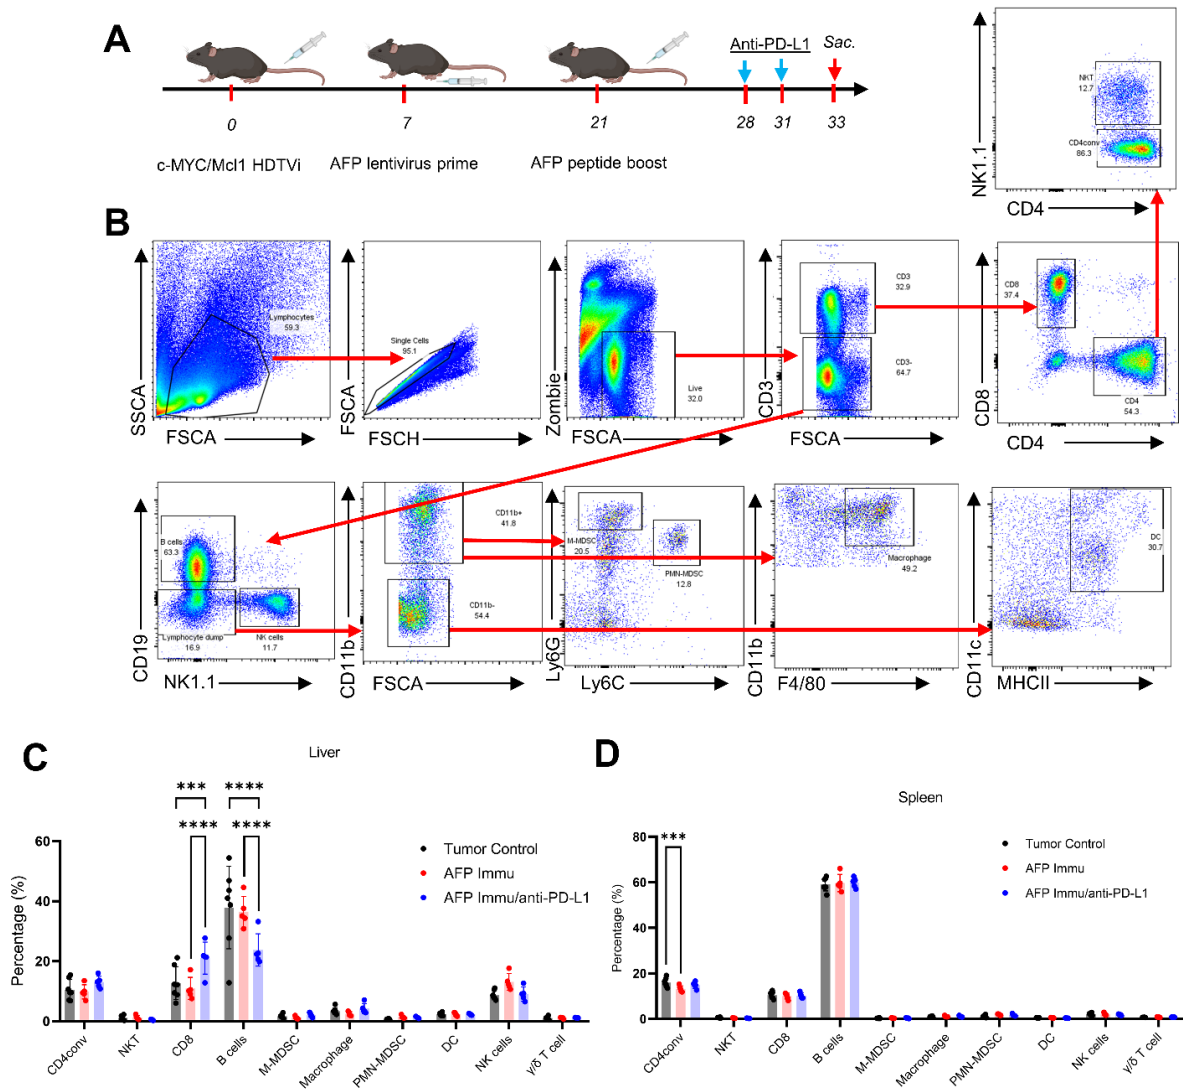 A
Anti-PD-L1
Sac.
0
7
21
28
31
33
c-MYC/Mcl1 HDTVi
AFP lentivirus prime
AFP peptide boost
NK1.1
NKT
12.7
CD4conv
86.3
CD4
B
SSCA
Lymphocytes
59.3
FSCA
FSCA
Single Cells
95.1
FSCH
Zombie
Live
32.0
FSCA
CD3
CD3
32.9
CD3-
64.7
FSCA
CD8
CD8
37.4
CD4
54.3
CD4
CD19
B cells
63.3
Lymphocyte dump
16.9
NK cells
11.7
NK1.1
CD11b
CD11b+
41.8
CD11b-
54.4
FSCA
Ly6G
M-MDSC
20.5
PMN-MDSC
12.8
Ly6C
CD11b
Macrophage
49.2
F4/80
CD11c
DC
30.7
MHCII
C
Liver
*** ****
**** ****
Tumor Control
AFP Immu
AFP Immu/anti-PD-L1
Percentage (%)
60
40
20
0
CD4conv
NKT
CD8
B cells
M-MDSC
Macrophage
PMN-MDSC
DC
NK cells
γ/δ T cell
D
Spleen
***
Tumor Control
AFP Immu
AFP Immu/anti-PD-L1
Percentage (%)
80
60
40
20
0
CD4conv
NKT
CD8
B cells
M-MDSC
Macrophage
PMN-MDSC
DC
NK cells
γ/δ T cell